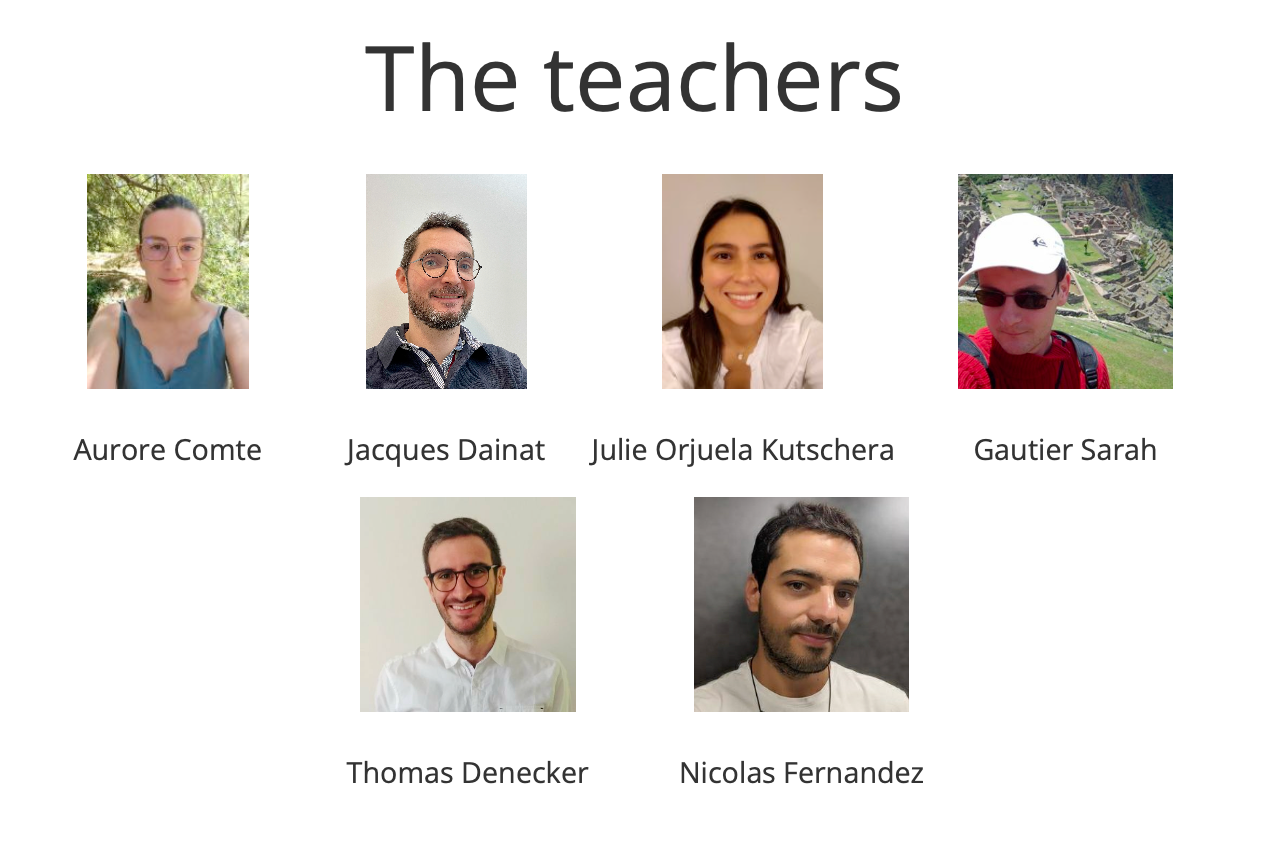 The teachers
Aurore Comte
Jacques Dainat
Julie Orjuela Kutschera
Gautier Sarah
Thomas Denecker
Nicolas Fernandez